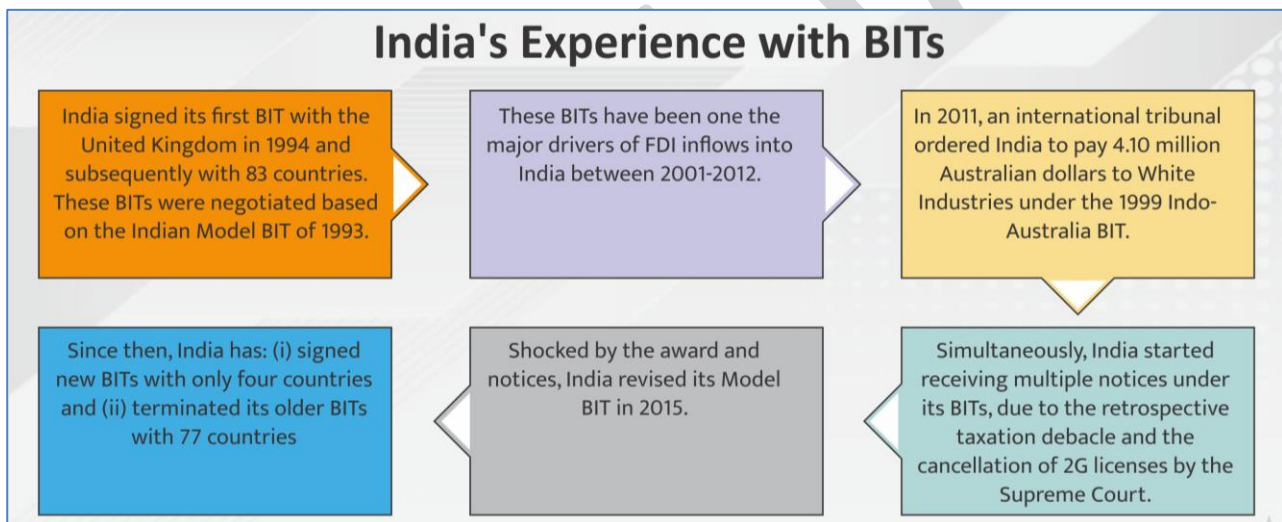 India's Experience with BITs
India signed its first BIT with the
United Kingdom in 1994 and
subsequently with 83 countries.
These BITs were negotiated based
on the Indian Model BIT of 1993.
These BITs have been one the
major drivers of FDI inflows into
India between 2001-2012.
In 2011, an international tribunal
ordered India to pay 4.10 million
Australian dollars to White
Industries under the 1999 Indo-
Australia BIT.
Simultaneously, India started
receiving multiple notices under
its BITs, due to the retrospective
taxation debacle and the
cancellation of 2G licenses by the
Supreme Court.
Shocked by the award and
notices, India revised its Model
BIT in 2015.
Since then, India has: (i) signed
new BITs with only four countries
and (ii) terminated its older BITs
with 77 countries